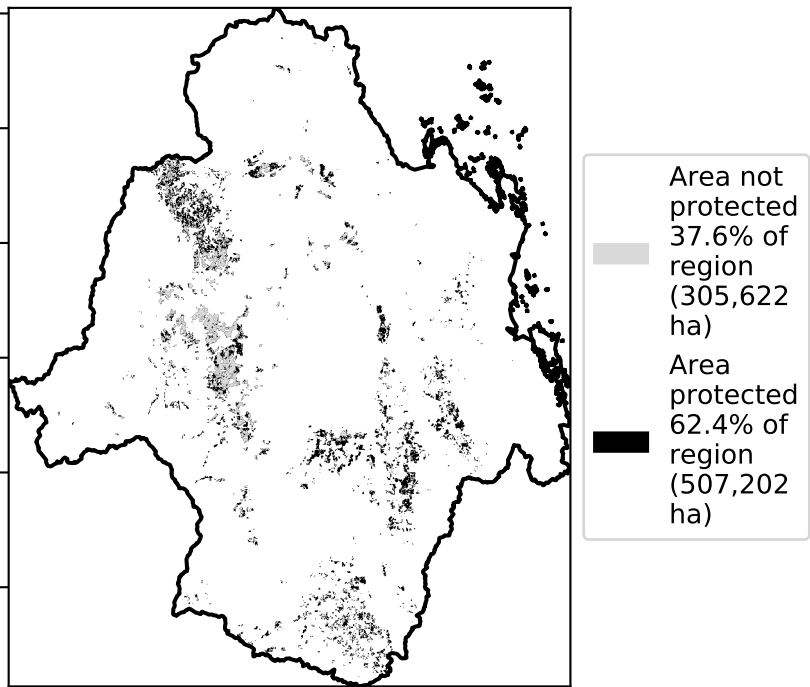 Area not
protected
37.6% of
region
(305,622
ha)
Area
protected
62.4% of
region
(507,202
ha)